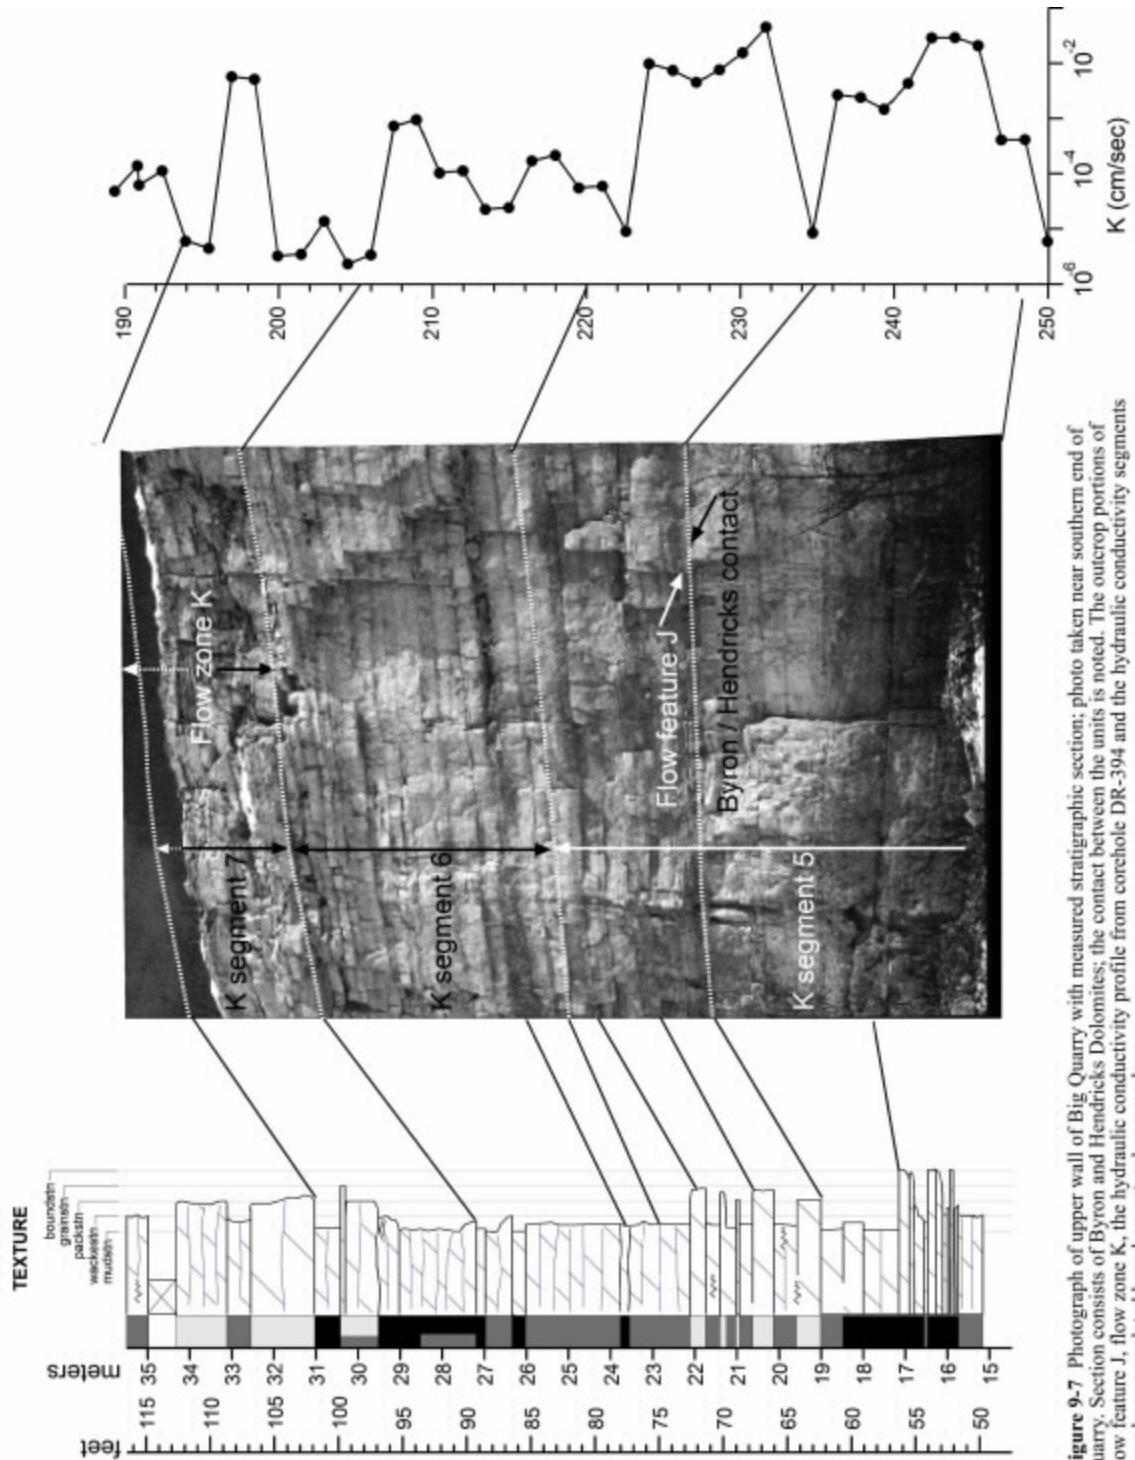 TEXTURE
boundstn
grainstn
packstn
wackestn
mudstn
meters
35
34
33
32
31
30
29
28
27
26
25
24
23
22
21
20
19
18
17
16
15
feet
115
110
105
100
95
90
85
80
75
70
65
60
55
50
K segment 7
K segment 6
K segment 5
Flow zone K
Flow feature J
Byron / Hendricks contact
190
200
210
220
230
240
250
10-6
10-4
10-2
K (cm/sec)
igure 9-7 Photograph of upper wall of Big Quarry with measured stratigraphic section; photo taken near southern end of
uarry. Section consists of Byron and Hendricks Dolomites; the contact between the units is noted. The outcrop portions of
ow feature J, flow zone K, the hydraulic conductivity profile from corehole DR-394 and the hydraulic conductivity segments